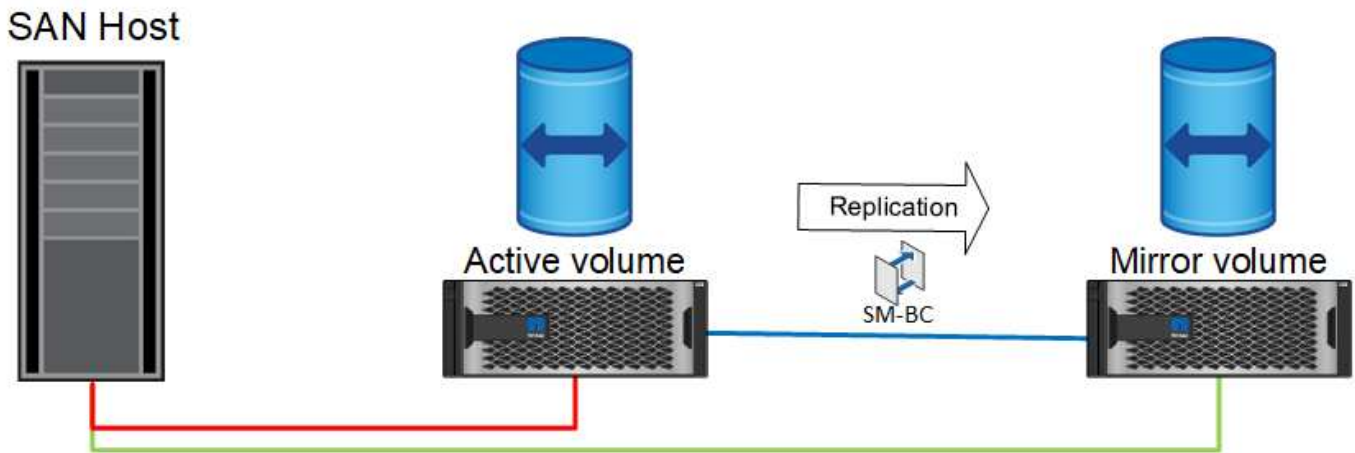 SAN Host
Replication
Active volume
Mirror volume
SM-BC